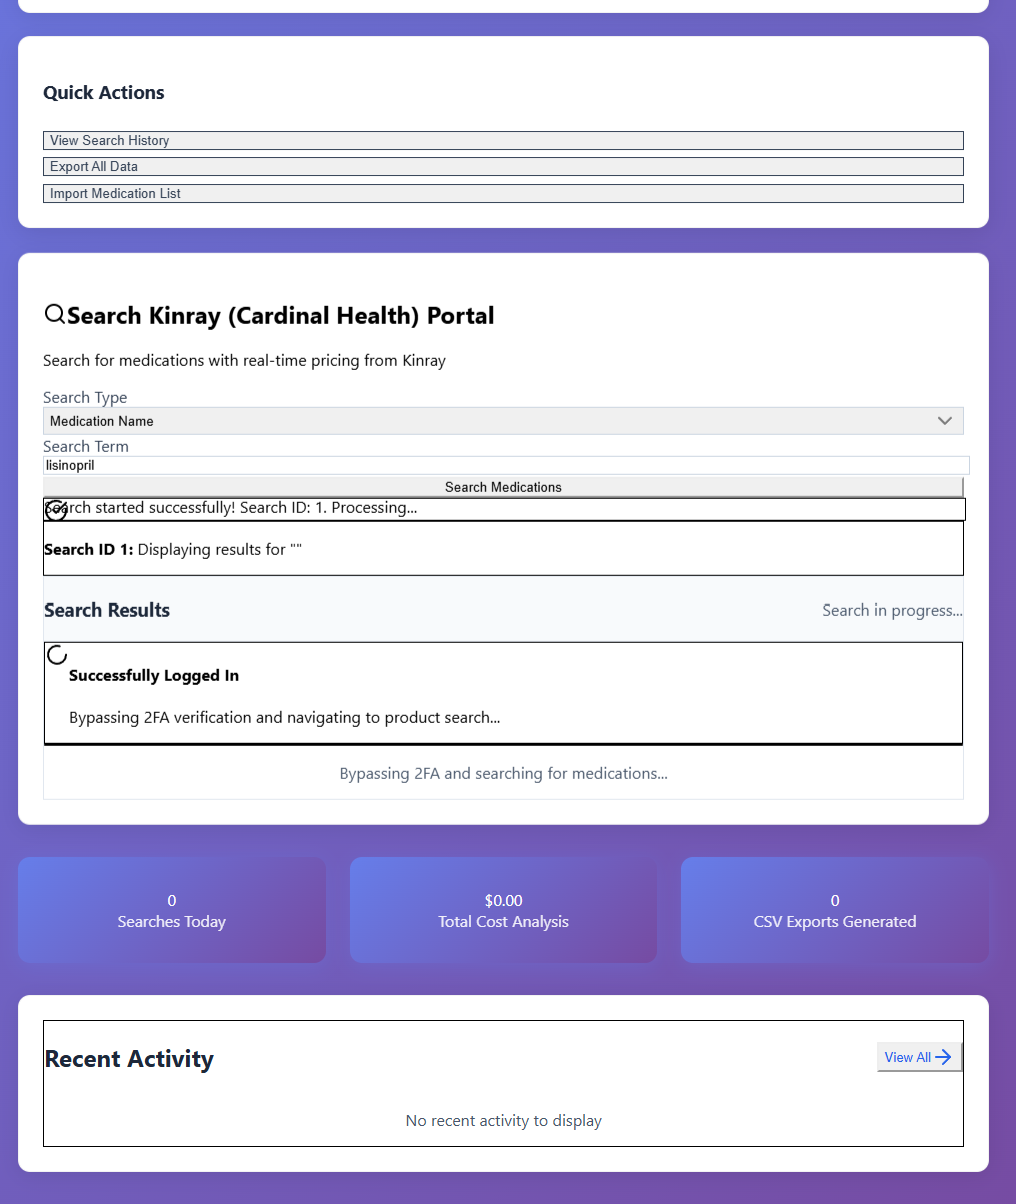 Quick Actions
View Search History
Export All Data
Import Medication List
Search Kinray (Cardinal Health) Portal
Search for medications with real-time pricing from Kinray
Search Type
Medication Name
Search Term
lisinopril
Search Medications
Search started successfully! Search ID: 1. Processing...
Search ID 1: Displaying results for ""
Search Results
Search in progress...
Successfully Logged In
Bypassing 2FA verification and navigating to product search...
Bypassing 2FA and searching for medications...
0
Searches Today
$0.00
Total Cost Analysis
0
CSV Exports Generated
Recent Activity
View All
No recent activity to display